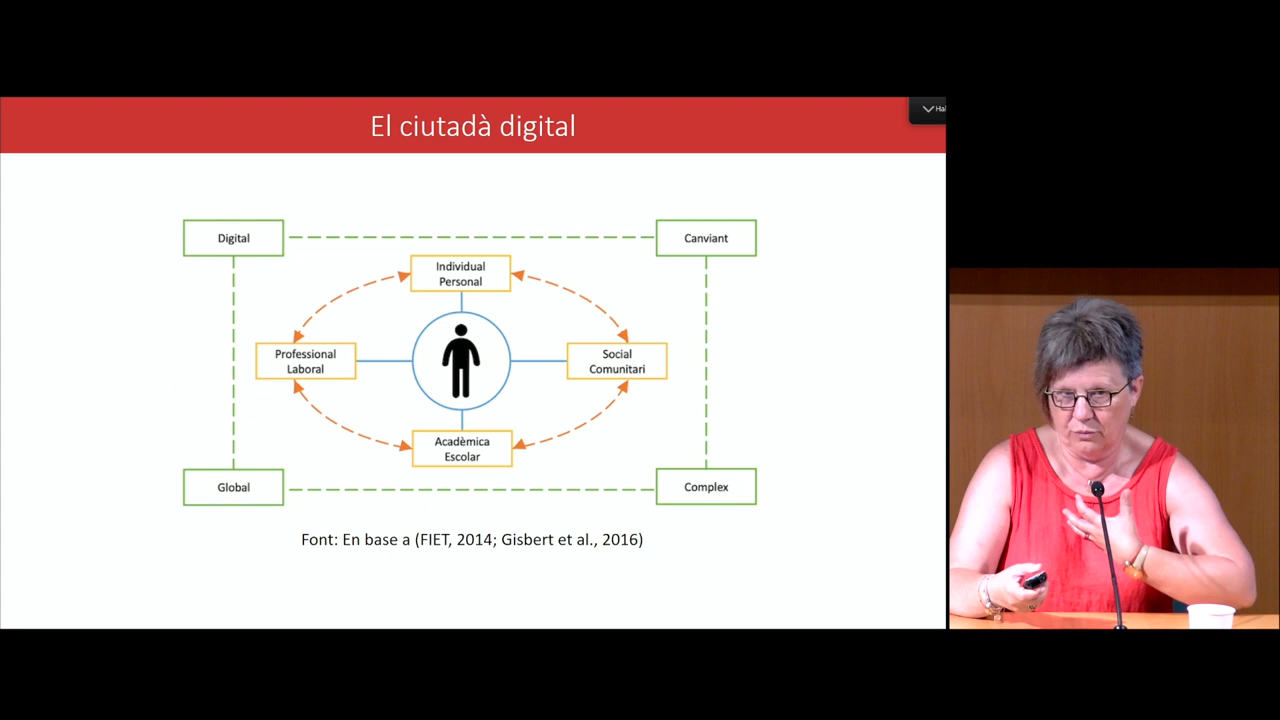 El ciutadà digital
Digital
Canviant
Individual
Personal
Professional
Laboral
Social
Comunitari
Acadèmica
Escolar
Global
Complex
Font: En base a (FIET, 2014; Gisbert et al., 2016)